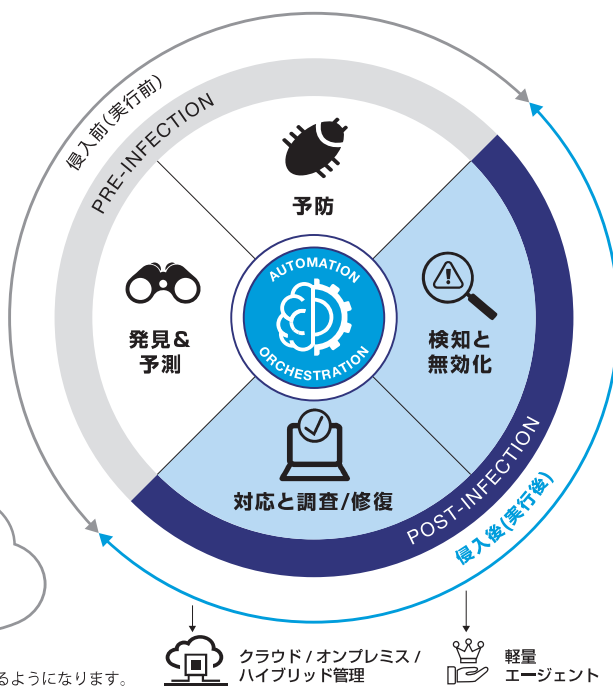 侵入前(実行前)
PRE-INFECTION
予防
発見&
予測
AUTOMATION
ORCHESTRATION
検知と
無効化
対応と調査/修復
POST-INFECTION
侵入後(実行後)
クラウド / オンプレミス /
ハイブリッド管理
軽量
エージェント
るようになります。